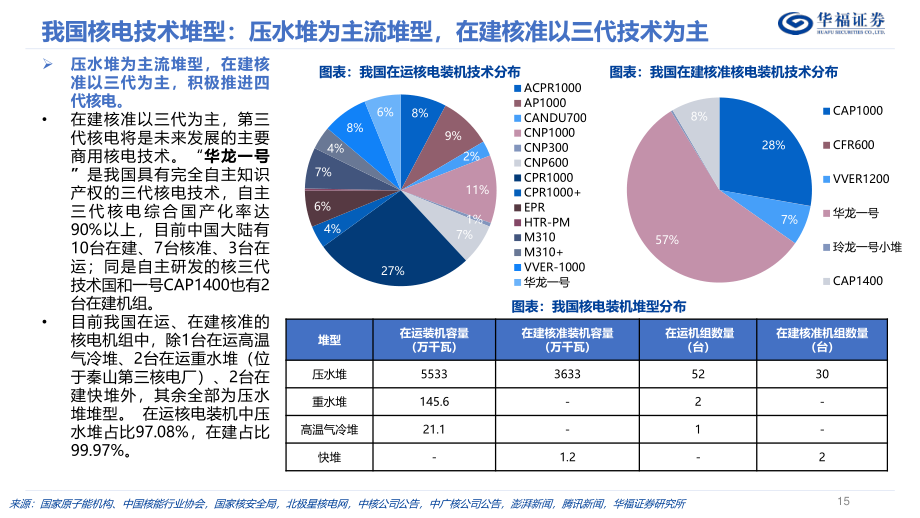 我国核电技术堆型：压水堆为主流堆型，在建核准以三代技术为主
华福证券
HUAFU SECURITIES CO.,LTD.
➢ 压水堆为主流堆型，在建核
准以三代为主，积极推进四
代核电。
• 在建核准以三代为主，第三
代核电将是未来发展的主要
商用核电技术。“华龙一号
”是我国具有完全自主知识
产权的三代核电技术，自主
三代核电综合国产化率达
90%以上，目前中国大陆有
10台在建、7台核准、3台在
运；同是自主研发的核三代
技术国和一号CAP1400也有2
台在建机组。
• 目前我国在运、在建核准的
核电机组中，除1台在运高温
气冷堆、2台在运重水堆（位
于秦山第三核电厂）、2台在
建快堆外，其余全部为压水
堆堆型。 在运核电装机中压
水堆占比97.08%，在建占比
99.97%。
图表：我国在运核电装机技术分布
8%
9%
2%
11%
1%
7%
27%
4%
6%
7%
4%
8%
6%
ACPR1000
AP1000
CANDU700
CNP1000
CNP300
CNP600
CPR1000
CPR1000+
EPR
HTR-PM
M310
M310+
VVER-1000
华龙一号
图表：我国在建核准核电装机技术分布
28%
7%
57%
8%
CAP1000
CFR600
VVER1200
华龙一号
玲龙一号小堆
CAP1400
图表：我国核电装机堆型分布
堆型 在运装机容量（万千瓦） 在建核准装机容量（万千瓦） 在运机组数量（台） 在建核准机组数量（台）
压水堆 5533 3633 52 30
重水堆 145.6 - 2 -
高温气冷堆 21.1 - 1 -
快堆 - 1.2 - 2
来源：国家原子能机构、中国核能行业协会，国家核安全局，北极星核电网，中核公司公告，中广核公司公告，澎湃新闻，腾讯新闻，华福证券研究所
15